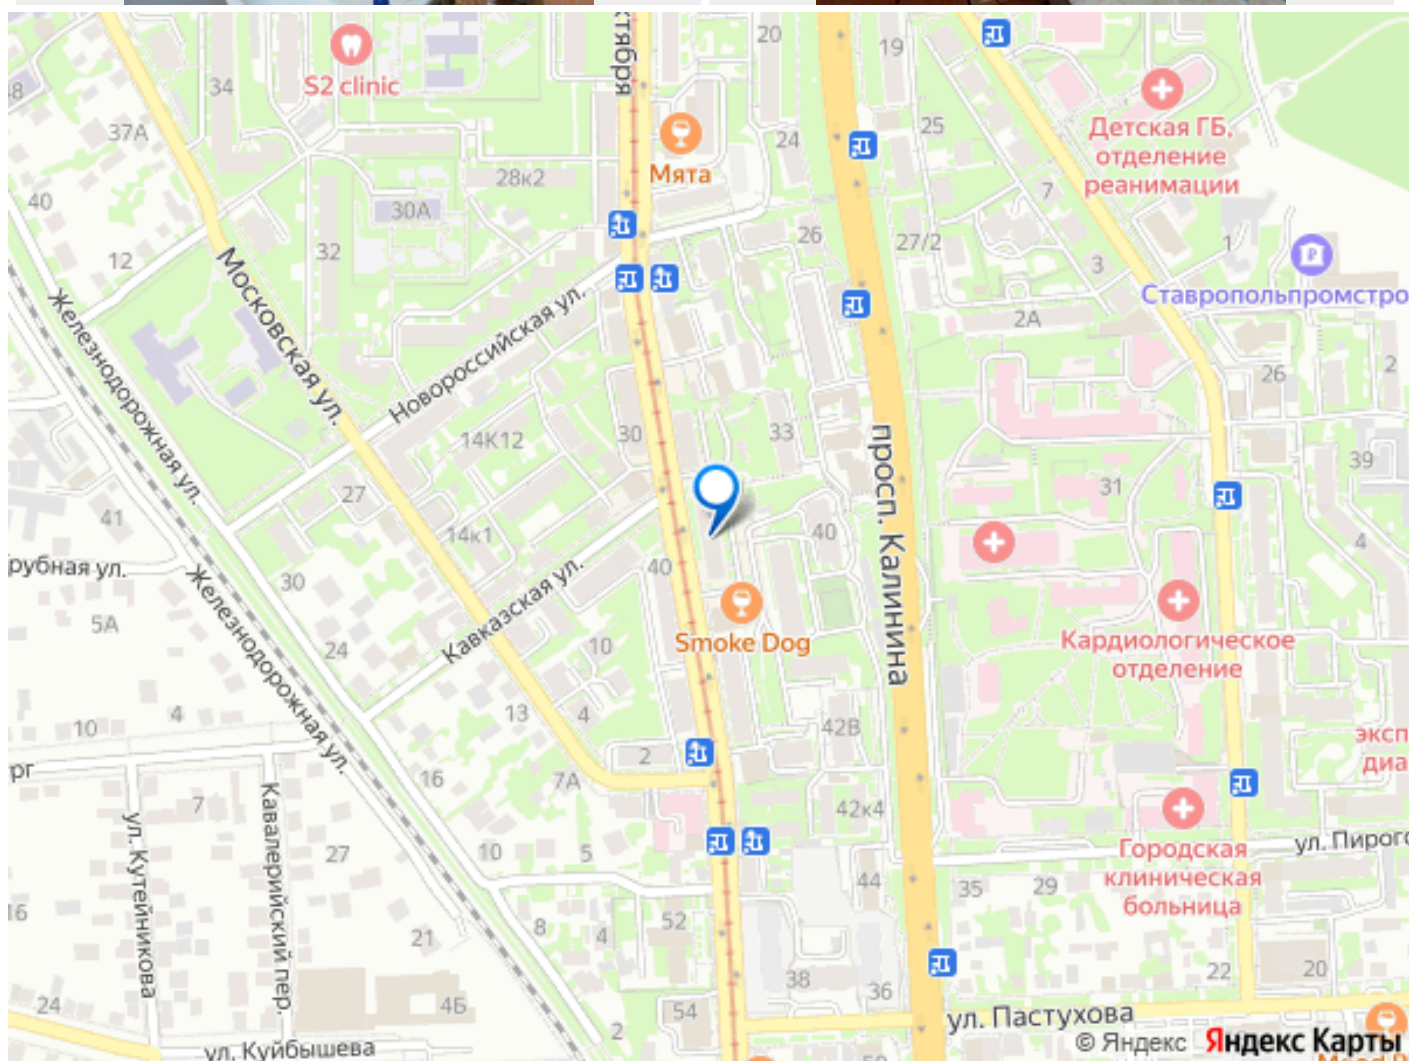 ктября
20
19
S2 clinic
34
37А
Мята
24
25
Детская ГБ,
отделение
реанимации
28к2
30А
7
40
12
32
26
27/2
1
3
Ставропольпромстро
Московская ул.
Железнодорожная ул.
Новороссийская ул.
2А
2
26
14К12
30
33
просп. Калинина
39
27
31
41
14к1
40
4
рубная ул.
30
40
Железнодорожная ул.
Кавказская ул.
5А
24
10
Smoke Dog
Кардиологическое
отделение
10
4
13
4
42В
эксп
диа
рг
16
7А
2
7
Кавалерийский пер.
ул. Кутейникова
42к4
27
10
5
Городская
клиническая
больница
ул. Пирого
44
35
29
16
21
8
4
52
38
36
22
20
24
4Б
2
54
ул. Пастухова
ул. Куйбышева
© Яндекс Яндекс Карты